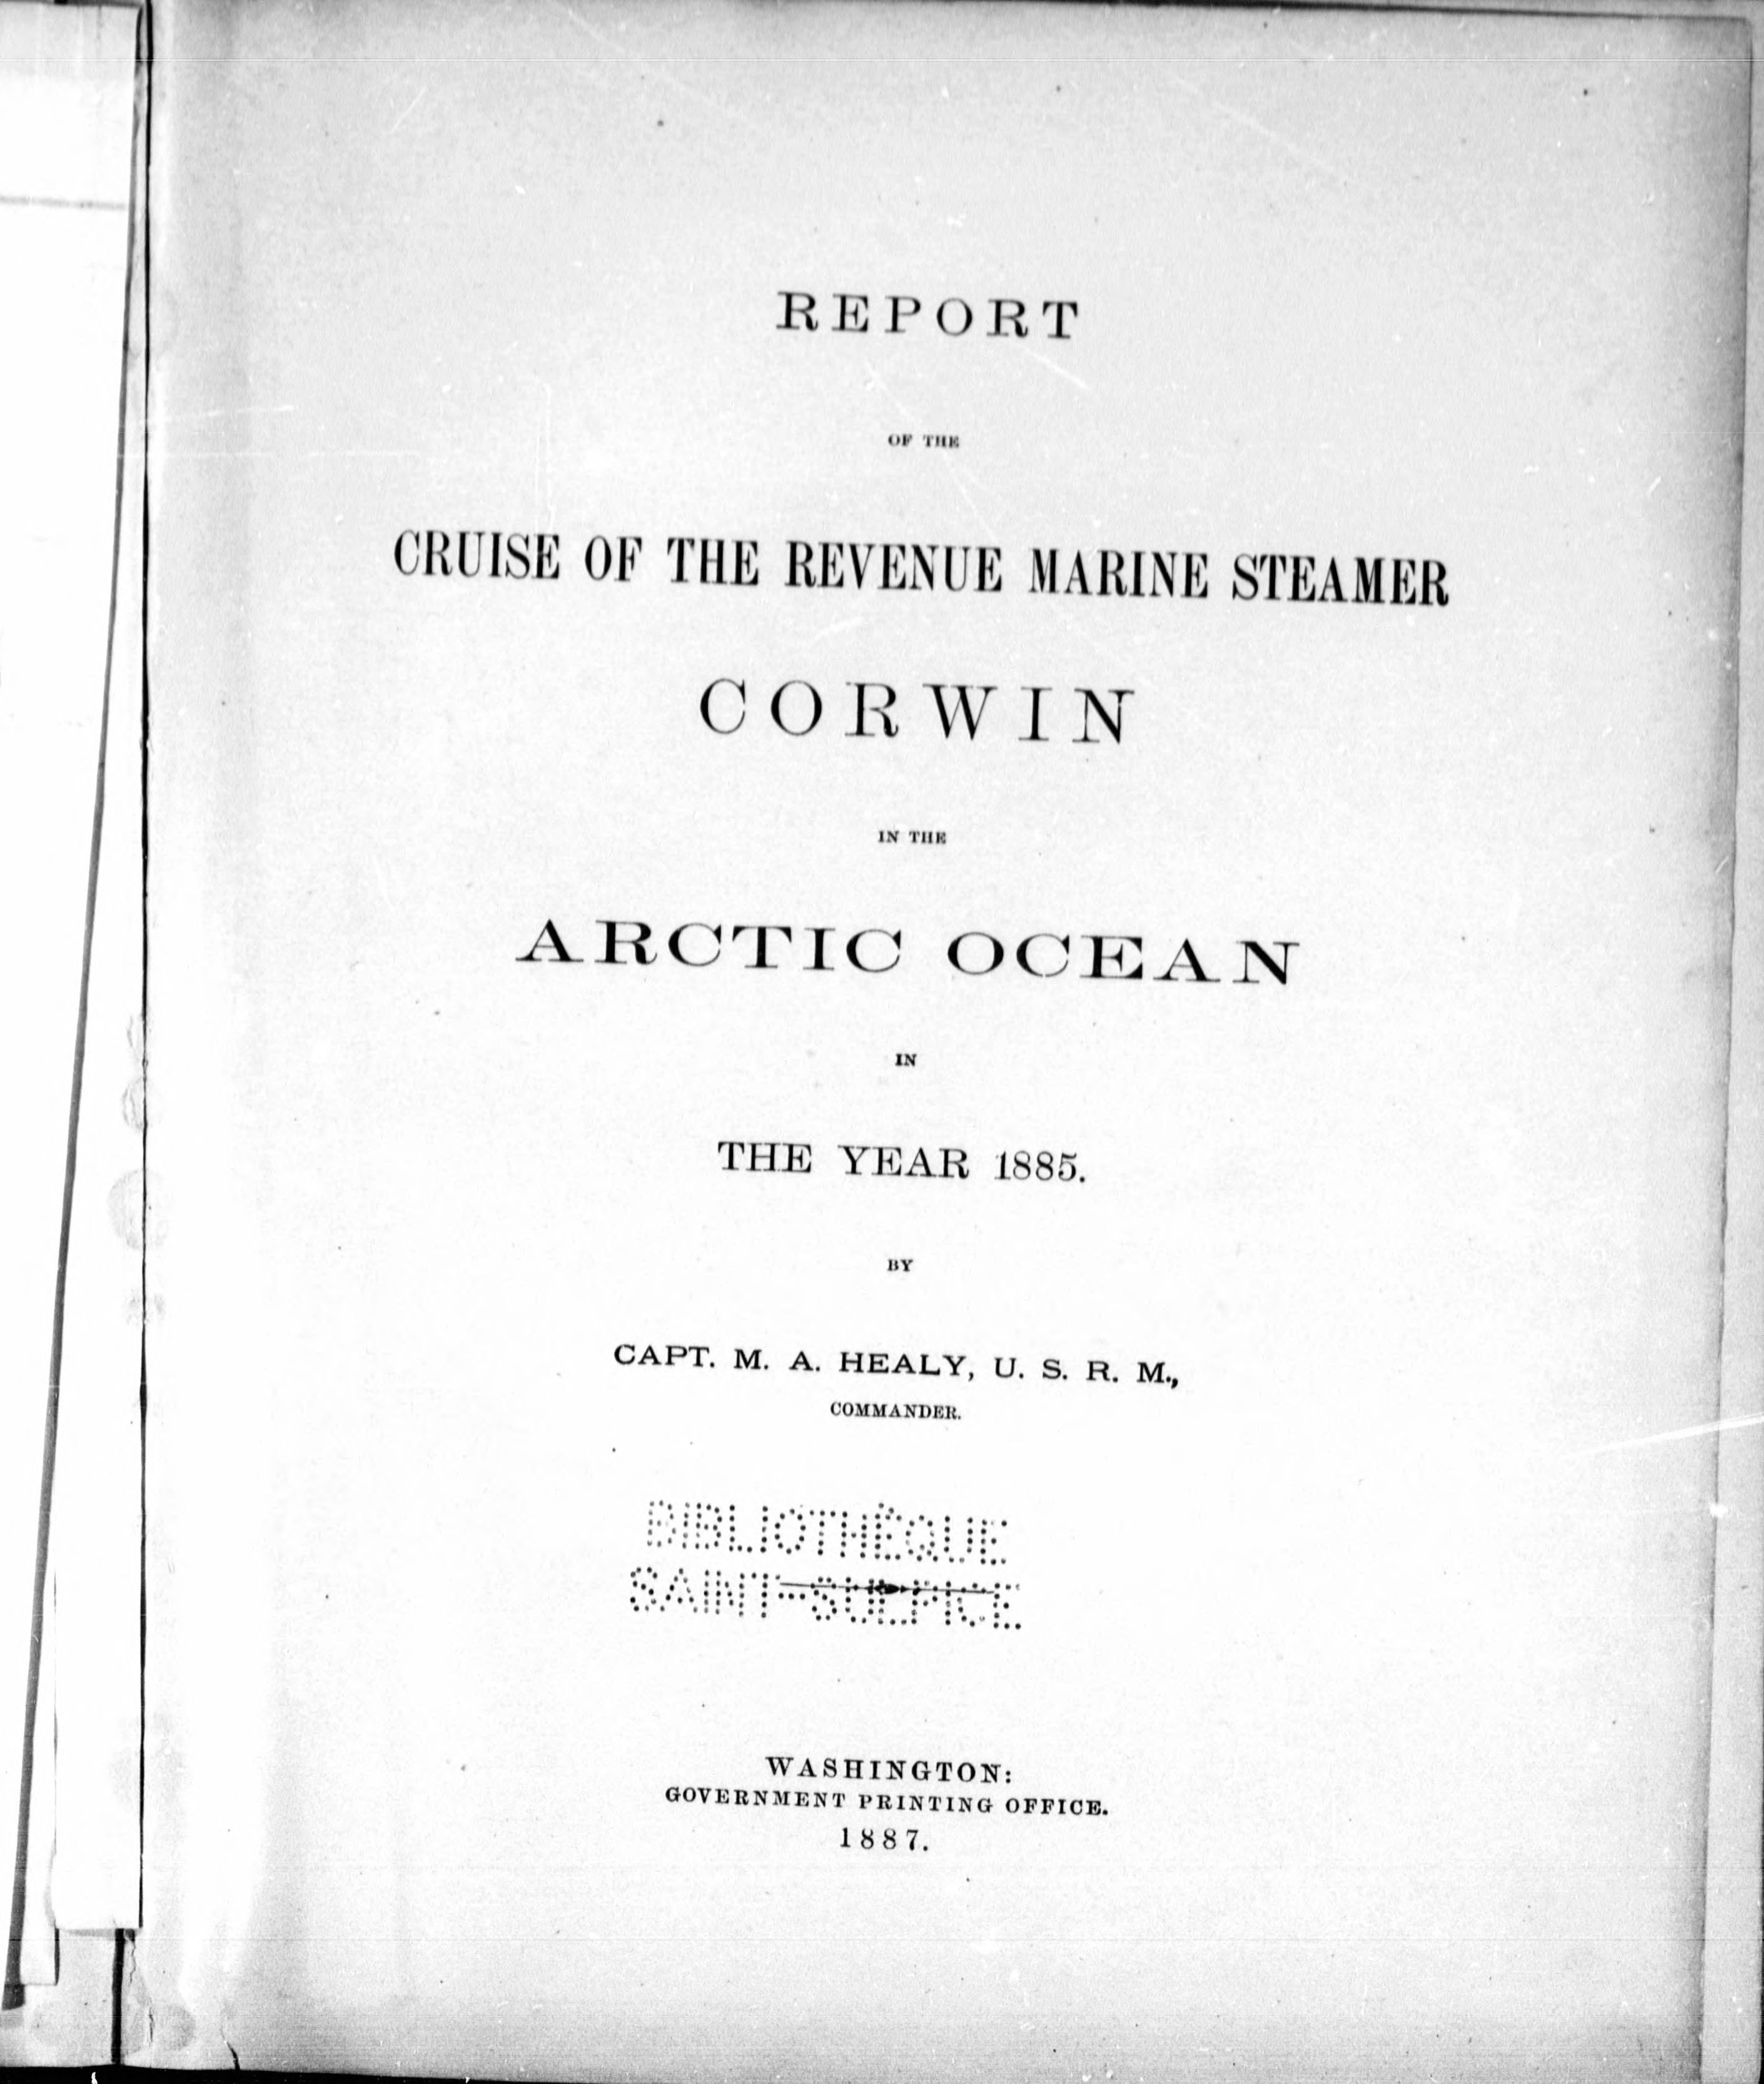 REPORT
OF THE
CRUISE OF THE REVENUE MARINE STEAMER
CORWIN
IN THE
ARCTIC OCEAN
IN
THE YEAR 1885.
BY
CAPT. M. A. HEALY, U. S. R. M.,
COMMANDER.
BIBLIOTHÈQUE
SAINT-SULPICE
WASHINGTON:
GOVERNMENT PRINTING OFFICE.
1887.